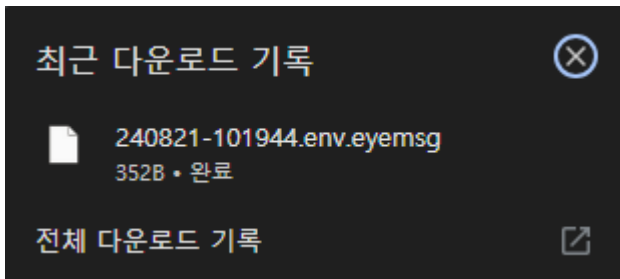 최근 다운로드 기록
240821-101944.env.eyemsg
352B • 완료
전체 다운로드 기록